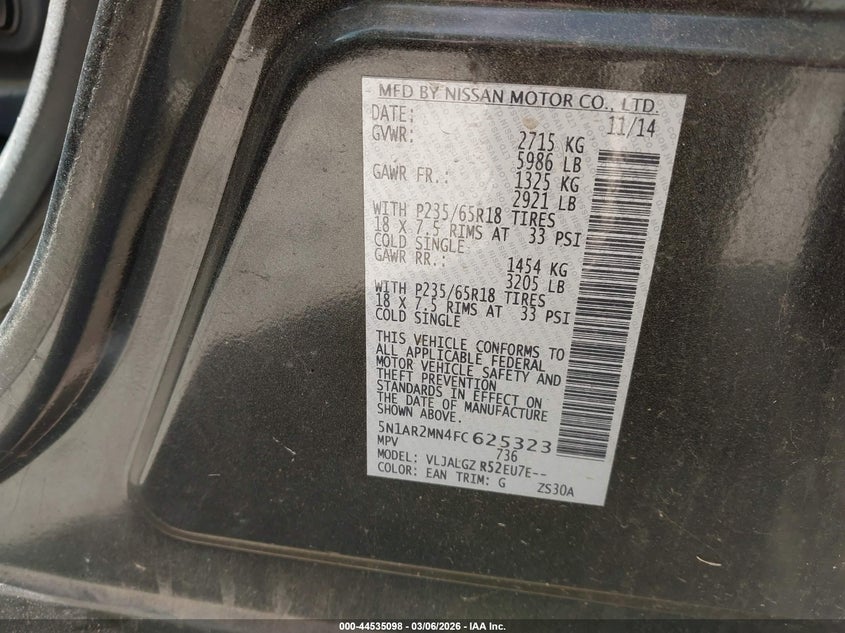 MFD BY NISSAN MOTOR CO., LTD.
DATE: 11/14
GVWR: 2715 KG
5986 LB
GAWR FR.: 1325 KG
2921 LB
WITH P235/65R18 TIRES
18 X 7.5 RIMS AT 33 PSI
COLD SINGLE
GAWR RR.: 1454 KG
3205 LB
WITH P235/65R18 TIRES
18 X 7.5 RIMS AT 33 PSI
COLD SINGLE
THIS VEHICLE CONFORMS TO
ALL APPLICABLE FEDERAL
MOTOR VEHICLE SAFETY AND
THEFT PREVENTION
STANDARDS IN EFFECT ON
THE DATE OF MANUFACTURE
SHOWN ABOVE.
5N1AR2MN4FC625323
MPV 736
MODEL: VLJALGZ R52EU7E--
COLOR: EAN TRIM: G ZS30A
000-44535098 - 03/06/2026 - IAA Inc.